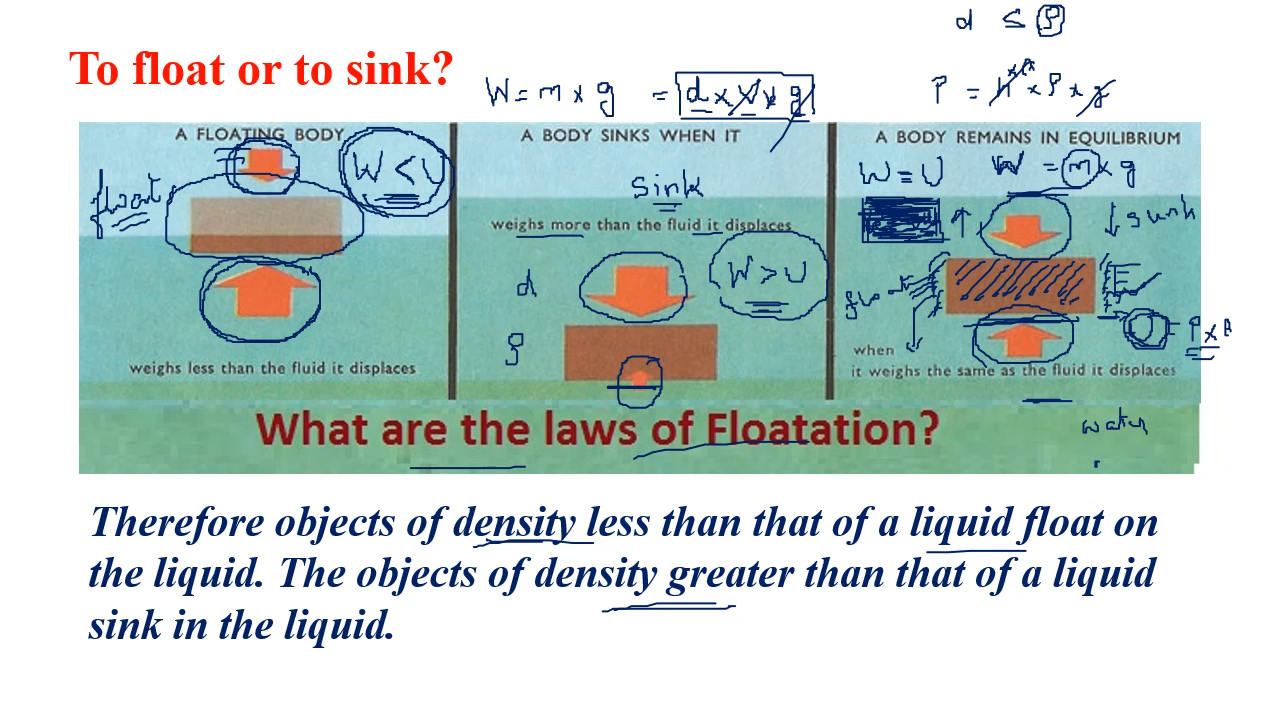 d ≤ ρ
To float or to sink?
W = m × g = d × V × g
P = h × ρ × g
A FLOATING BODY
W < U
float
weighs less than the fluid it displaces
A BODY SINKS WHEN IT
sink
weighs more than the fluid it displaces
d
W > U
ρ
A BODY REMAINS IN EQUILIBRIUM
W = U
W = m × g
sunk
when
it weighs the same as the fluid it displaces
water
What are the laws of Floatation?
Therefore objects of density less than that of a liquid float on
the liquid. The objects of density greater than that of a liquid
sink in the liquid.